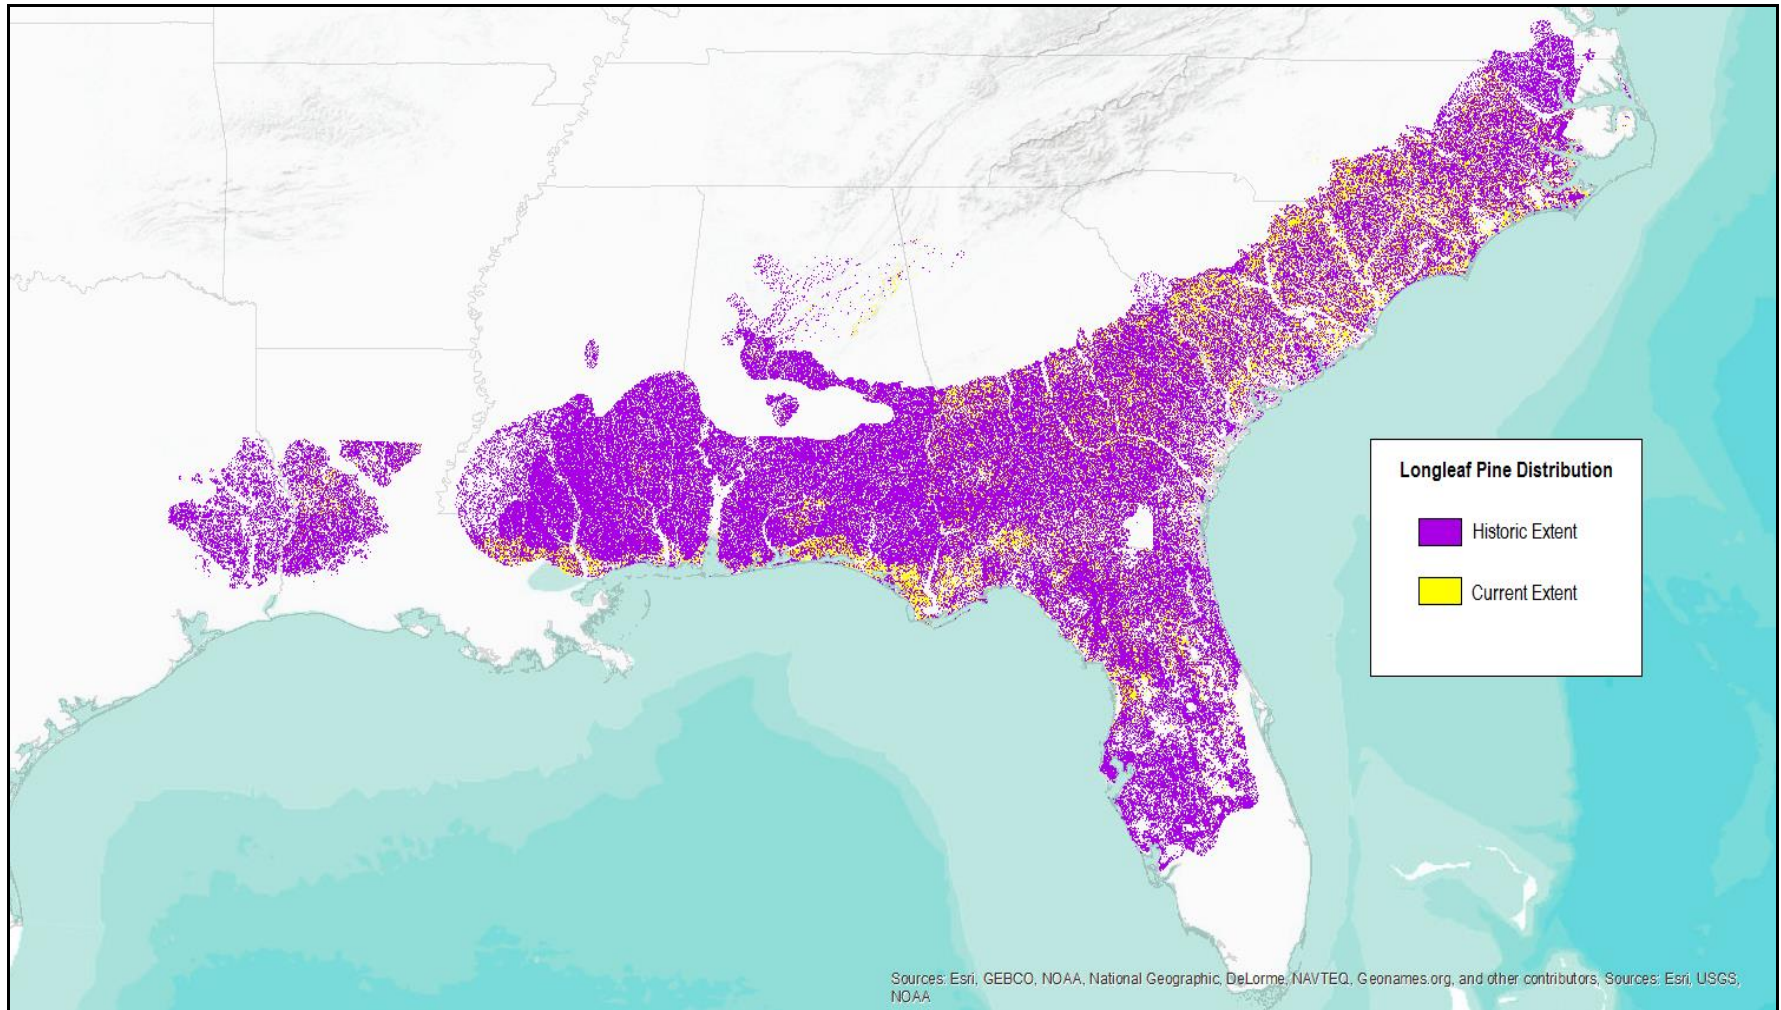 Longleaf Pine Distribution
Historic Extent
Current Extent
Sources: Esri, GEBCO, NOAA, National Geographic, DeLorme, NAVTEQ, Geonames.org, and other contributors, Sources: Esri, USGS,
NOAA